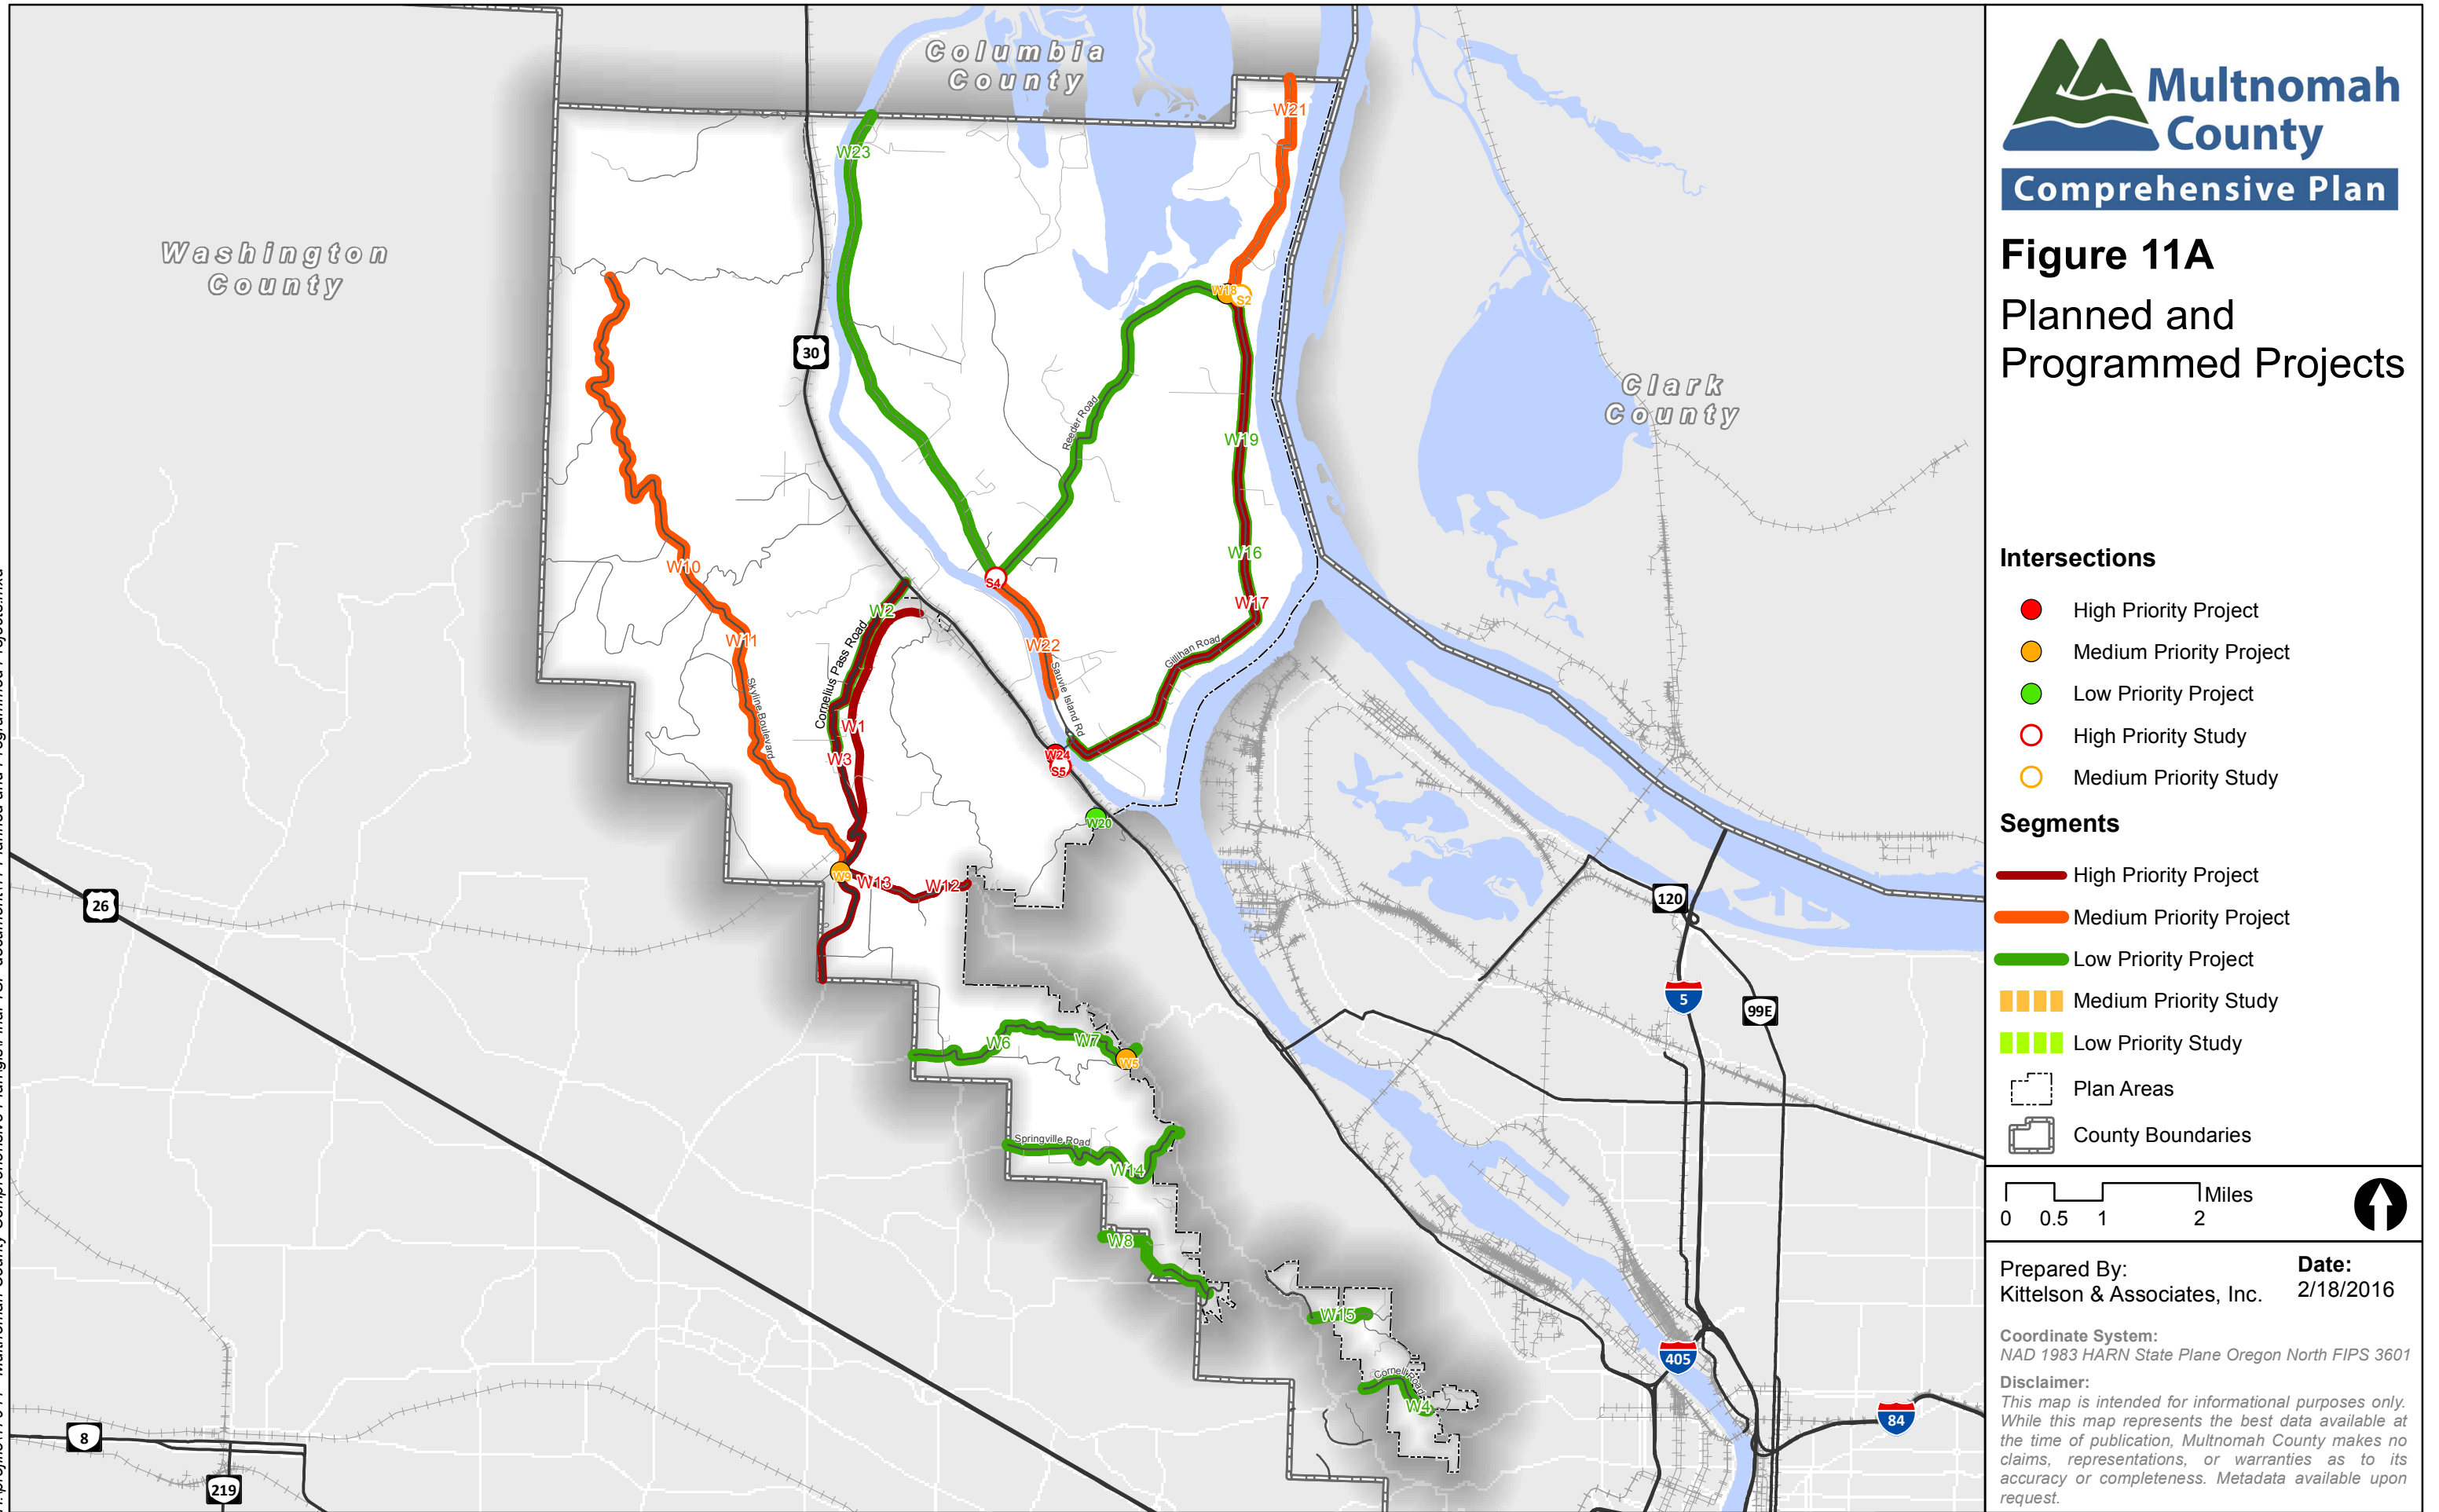 Columbia
County
Washington
County
Clark
County
W21
W23
W18
S2
30
Reeder Road
W19
W16
W17
S4
W10
W2
W11
W22
Cornelius Pass Road
Skyline Boulevard
Sauvie Island Rd
Gillihan Road
W1
W3
W24
S5
W20
W9
W13
W12
26
120
5
99E
W6
W7
W5
Springville Road
W14
W8
W15
Cornell Road
W4
405
84
8
219
Multnomah
County
Comprehensive Plan
Figure 11A
Planned and
Programmed Projects
Intersections
High Priority Project
Medium Priority Project
Low Priority Project
High Priority Study
Medium Priority Study
Segments
High Priority Project
Medium Priority Project
Low Priority Project
Medium Priority Study
Low Priority Study
Plan Areas
County Boundaries
Miles
0 0.5 1 2
Prepared By:
Kittelson & Associates, Inc.
Date:
2/18/2016
Coordinate System:
NAD 1983 HARN State Plane Oregon North FIPS 3601
Disclaimer:
This map is intended for informational purposes only.
While this map represents the best data available at
the time of publication, Multnomah County makes no
claims, representations, or warranties as to its
accuracy or completeness. Metadata available upon
request.